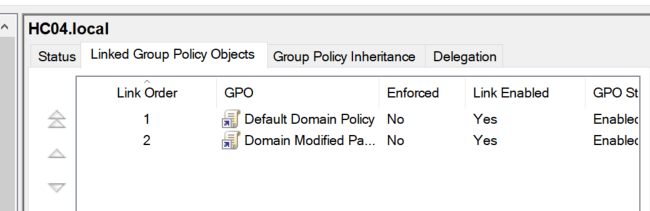 HC04.local
Status Linked Group Policy Objects Group Policy Inheritance Delegation
Link Order GPO Enforced Link Enabled GPO St
1 Default Domain Policy No Yes Enabled
2 Domain Modified Pa... No Yes Enabled